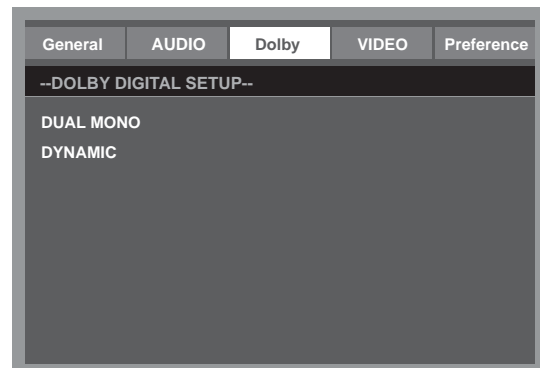 General AUDIO Dolby VIDEO Preference
--DOLBY DIGITAL SETUP--
DUAL MONO
DYNAMIC